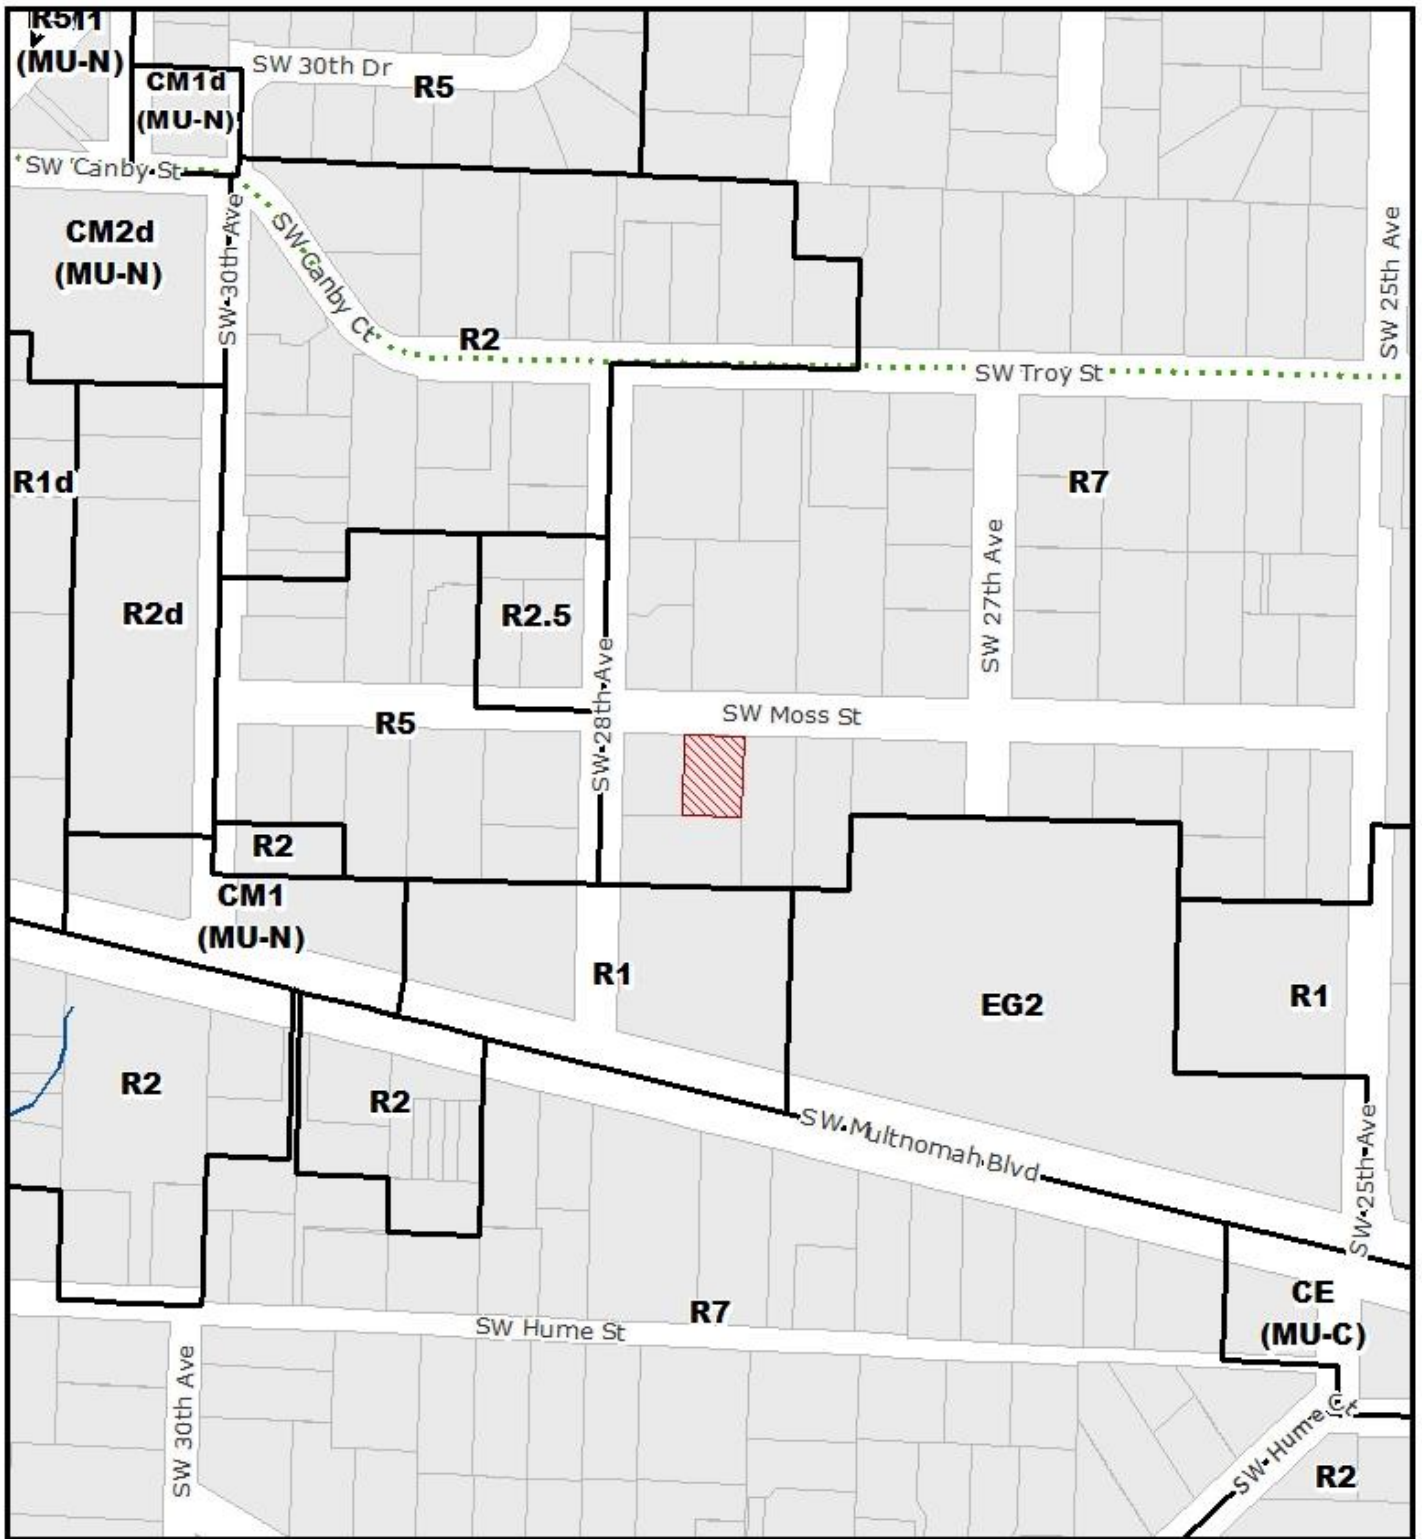 (MU-N)
SW 30th Dr
R5
CM1d
(MU-N)
SW Canby St
CM2d
(MU-N)
SW 30th Ave
SW Canby Ct
SW 25th Ave
R2
SW Troy St
R1d
R7
R2d
R2.5
SW 27th Ave
SW 28th Ave
R5
SW Moss St
R2
CM1
(MU-N)
R1
EG2
R1
R2
R2
SW Multnomah Blvd
SW 25th Ave
CE
(MU-C)
R7
SW Hume St
SW 30th Ave
SW Hume Ct
R2